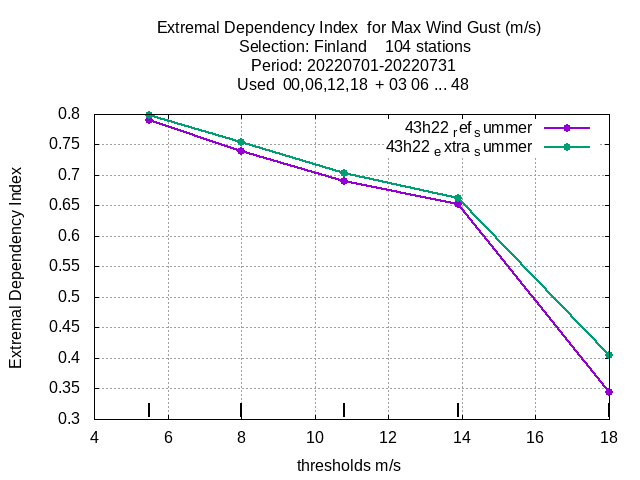 Extremal Dependency Index  for Max Wind Gust (m/s)
Selection: Finland    104 stations
Period: 20220701-20220731
Used  00,06,12,18  + 03 06 ... 48
43h22 ref summer
43h22 extra summer
Extremal Dependency Index
0.8
0.75
0.7
0.65
0.6
0.55
0.5
0.45
0.4
0.35
0.3
4 6 8 10 12 14 16 18
thresholds m/s